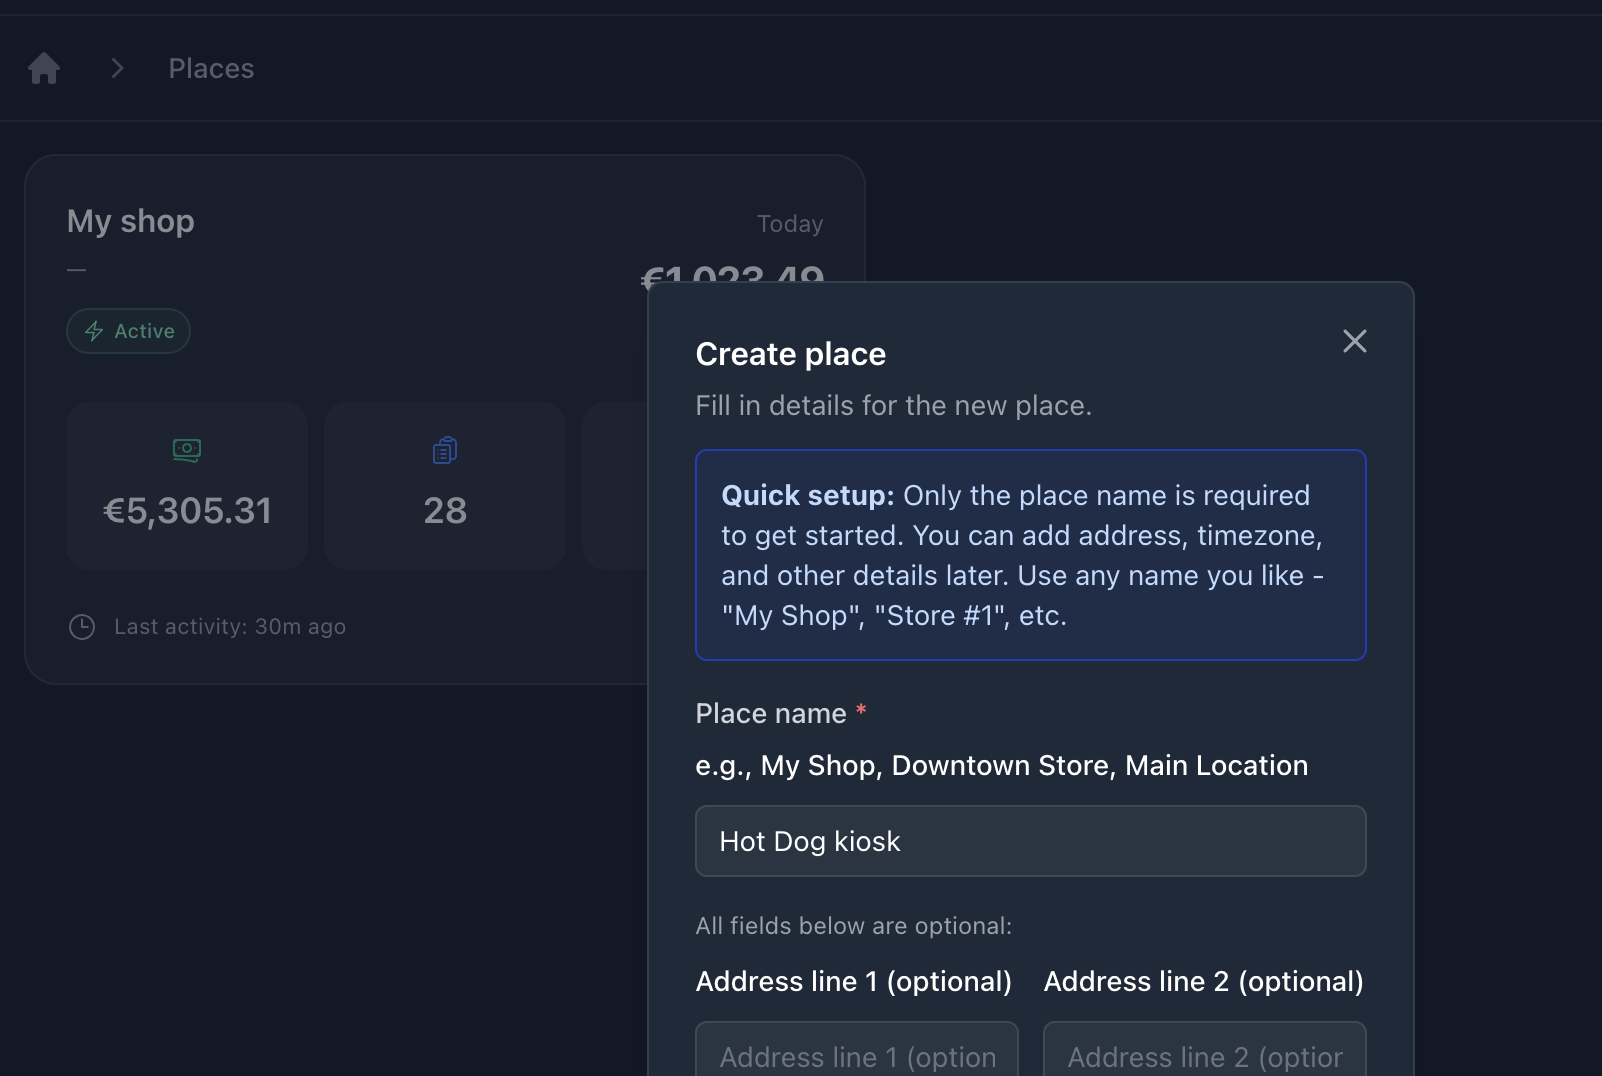 Places
My shop
Today
—
€1,023.49
Active
€5,305.31
28
Last activity: 30m ago
Create place
Fill in details for the new place.
Quick setup: Only the place name is required
to get started. You can add address, timezone,
and other details later. Use any name you like -
"My Shop", "Store #1", etc.
Place name *
e.g., My Shop, Downtown Store, Main Location
Hot Dog kiosk
All fields below are optional:
Address line 1 (optional)
Address line 2 (optional)
Address line 1 (option
Address line 2 (option